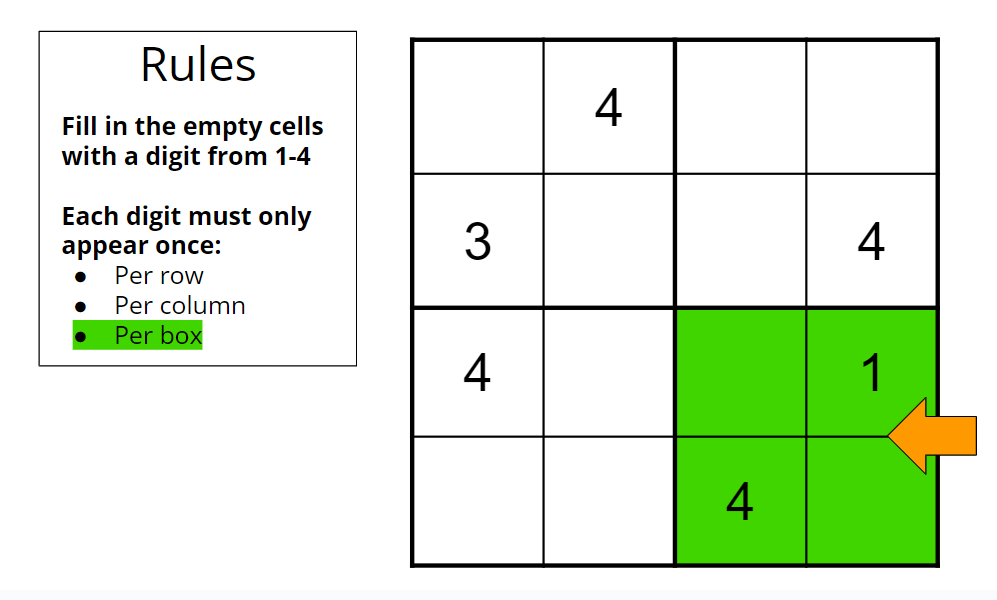 Rules
Fill in the empty cells
with a digit from 1-4
Each digit must only
appear once:
● Per row
● Per column
● Per box
4
3 4
4 1
4